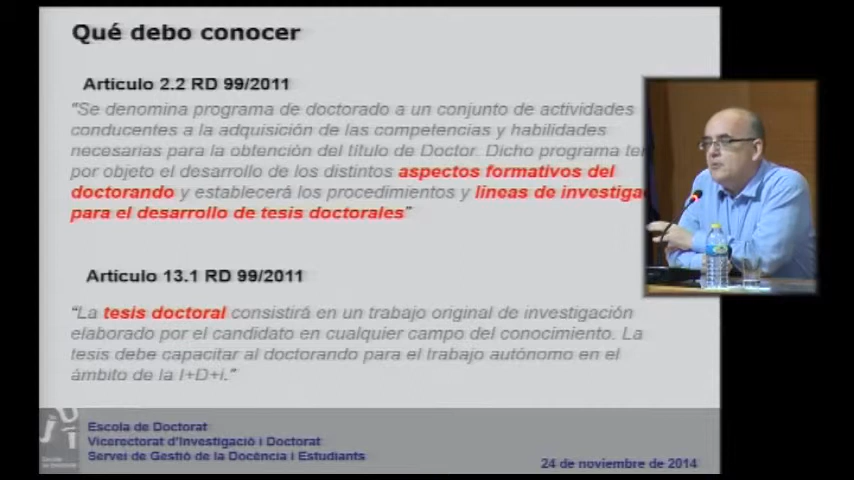 Qué debo conocer
Artículo 2.2 RD 99/2011
"Se denomina programa de doctorado a un conjunto de actividades
conducentes a la adquisición de las competencias y habilidades
necesarias para la obtención del título de Doctor. Dicho programa
por objeto el desarrollo de los distintos aspectos formativos del
doctorando y establecerá los procedimientos y líneas de
para el desarrollo de tesis doctorales"
Artículo 13.1 RD 99/2011
"La tesis doctoral consistirá en un trabajo original de investigación
elaborado por el candidato en cualquier campo del conocimiento. La
tesis debe capacitar al doctorando para el trabajo autónomo en el
ámbito de la I+D+i."
Escola de Doctorat
Vicerectorat d'Investigació i Doctorat
Servei de Gestió de la Docència i Estudiants
24 de noviembre de 2014